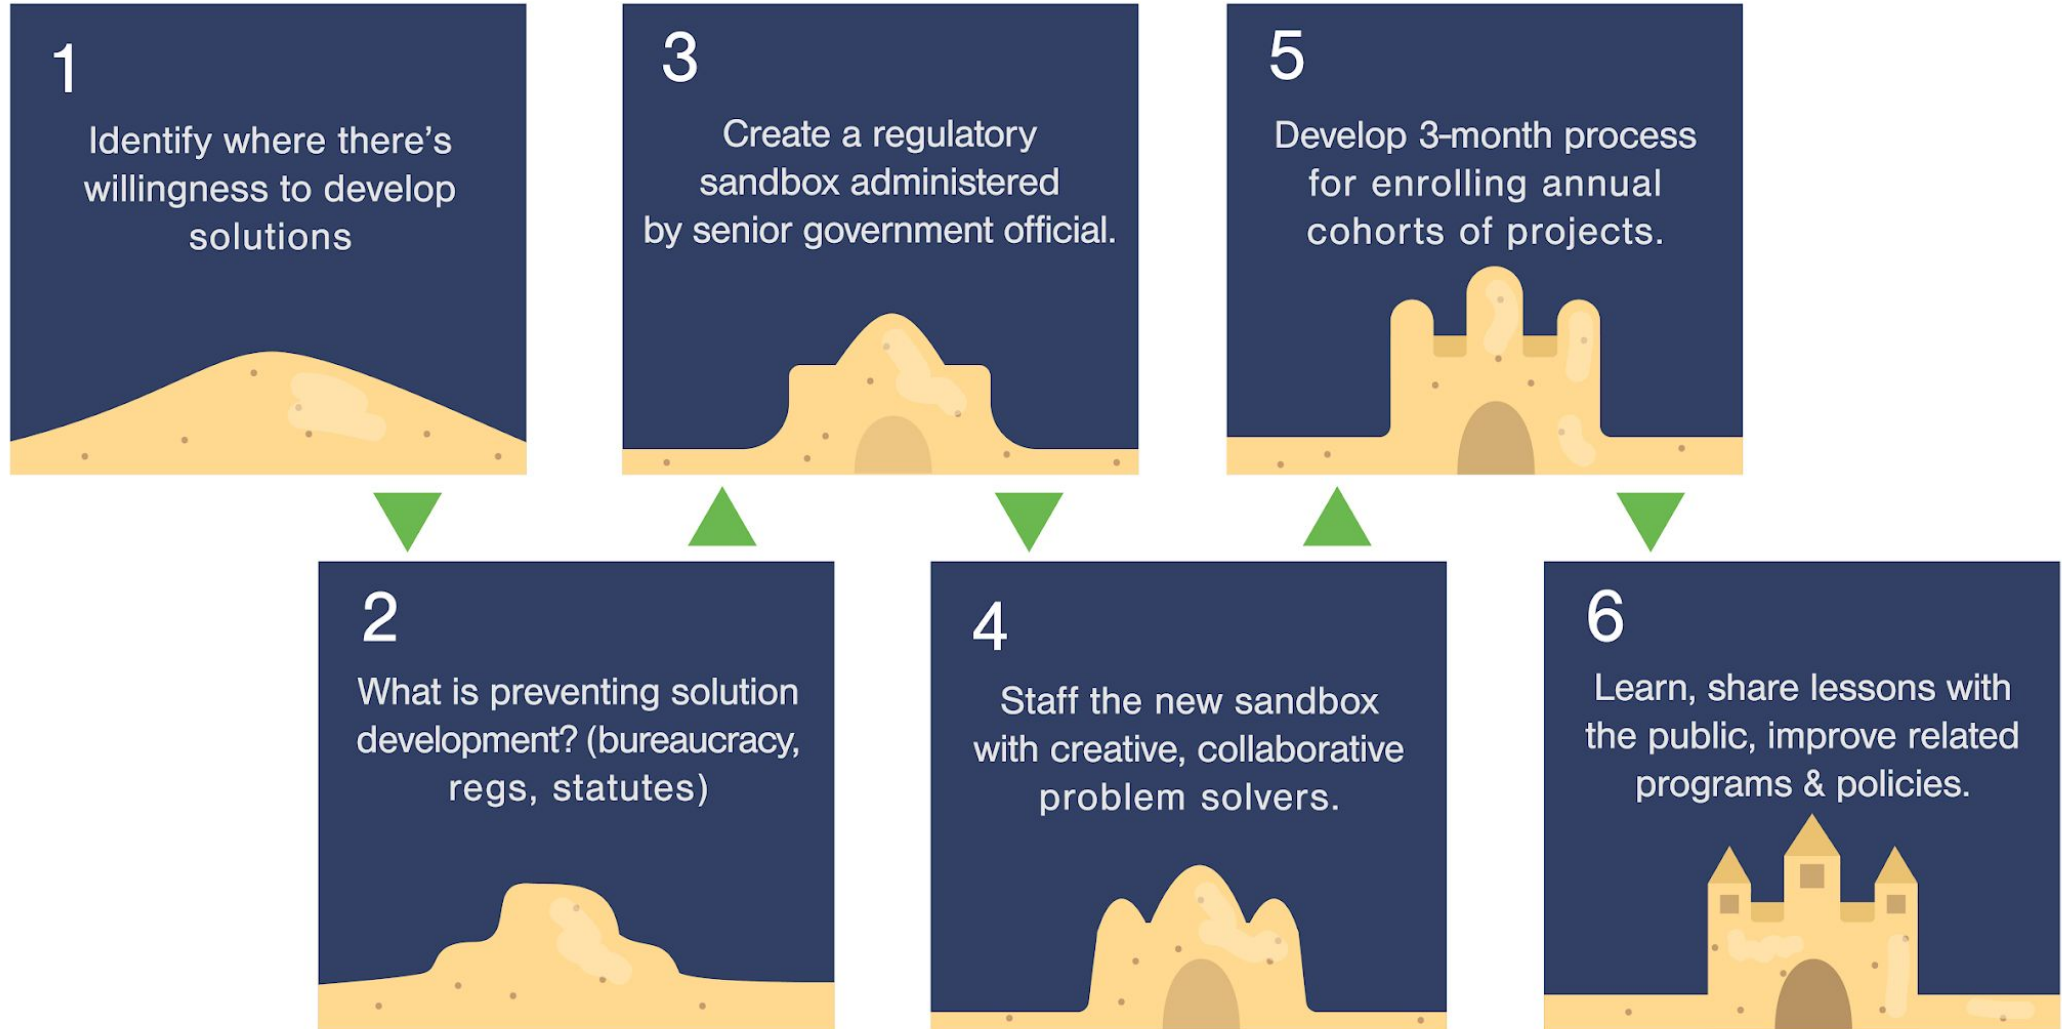 1
Identify where there’s
willingness to develop
solutions
2
What is preventing solution
development? (bureaucracy,
regs, statutes)
3
Create a regulatory
sandbox administered
by senior government official.
4
Staff the new sandbox
with creative, collaborative
problem solvers.
5
Develop 3-month process
for enrolling annual
cohorts of projects.
6
Learn, share lessons with
the public, improve related
programs & policies.